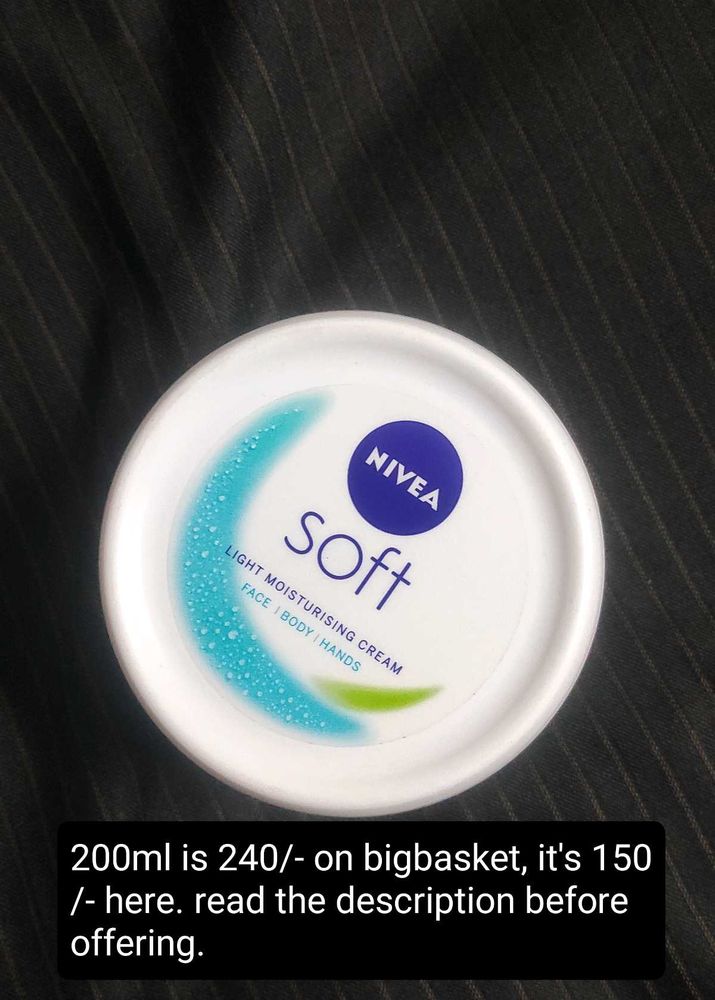 NIVEA
soft
LIGHT MOISTURISING CREAM
FACE | BODY | HANDS
200ml is 240/- on bigbasket, it's 150
/- here. read the description before
offering.